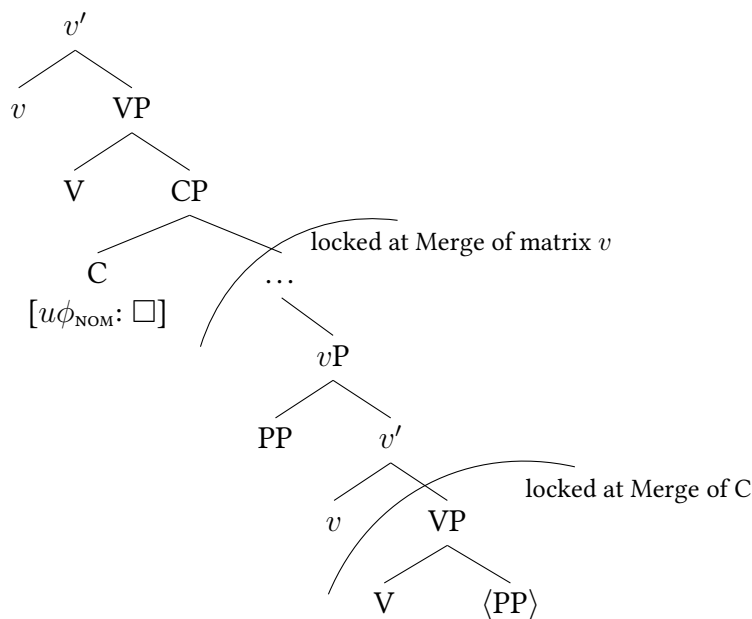 v′
v VP
V CP
locked at Merge of matrix v
C …
[uϕNOM: □]
vP
PP v′
locked at Merge of C
v VP
V ⟨PP⟩